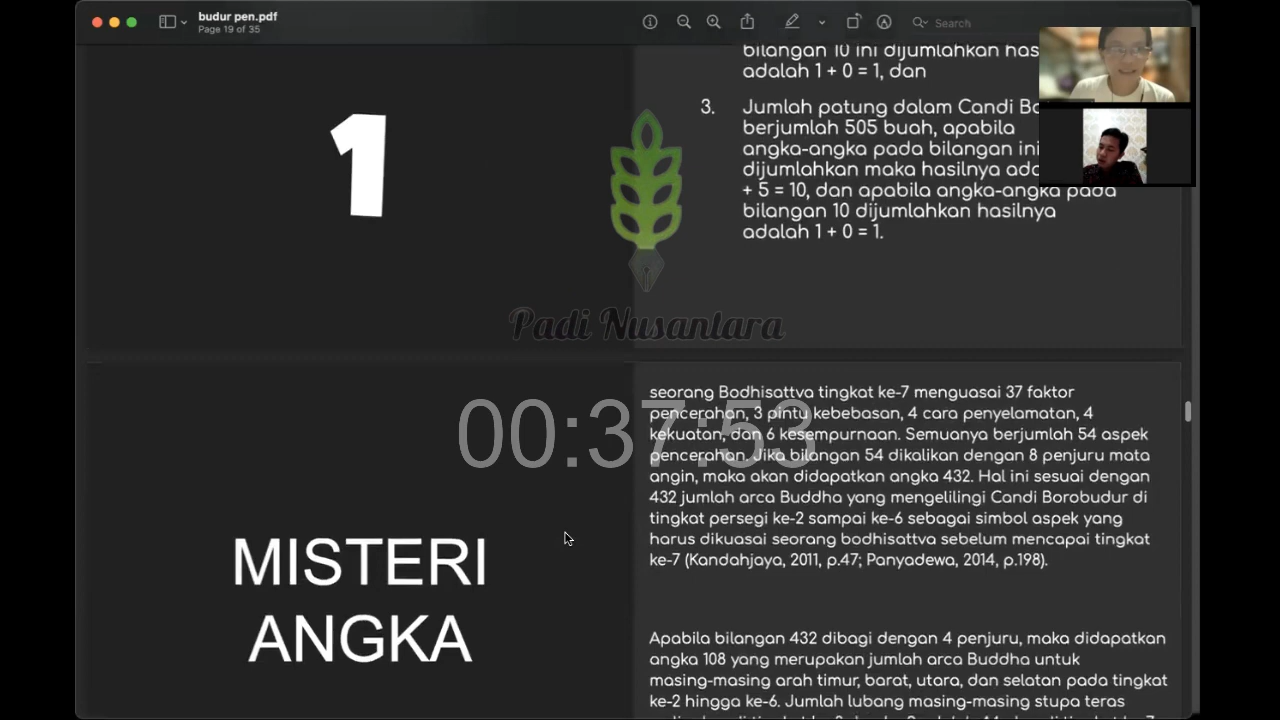 budur pen.pdf
Page 19 of 35
Search
1
bilangan 10 ini dijumlahkan has
adalah 1 + 0 = 1, dan
3. Jumlah patung dalam Candi Bo
berjumlah 505 buah, apabila
angka-angka pada bilangan ini
dijumlahkan maka hasilnya ada
+ 5 = 10, dan apabila angka-angka pada
bilangan 10 dijumlahkan hasilnya
adalah 1 + 0 = 1.
Padi Nusantara
00:37:53
MISTERI
ANGKA
seorang Bodhisattva tingkat ke-7 menguasai 37 faktor
pencerahan, 3 pintu kebebasan, 4 cara penyelamatan, 4
kekuatan, dan 6 kesempurnaan. Semuanya berjumlah 54 aspek
pencerahan. Jika bilangan 54 dikalikan dengan 8 penjuru mata
angin, maka akan didapatkan angka 432. Hal ini sesuai dengan
432 jumlah arca Buddha yang mengelilingi Candi Borobudur di
tingkat persegi ke-2 sampai ke-6 sebagai simbol aspek yang
harus dikuasai seorang bodhisattva sebelum mencapai tingkat
ke-7 (Kandahjaya, 2011, p.47; Panyadewa, 2014, p.198).
Apabila bilangan 432 dibagi dengan 4 penjuru, maka didapatkan
angka 108 yang merupakan jumlah arca Buddha untuk
masing-masing arah timur, barat, utara, dan selatan pada tingkat
ke-2 hingga ke-6. Jumlah lubang masing-masing stupa teras